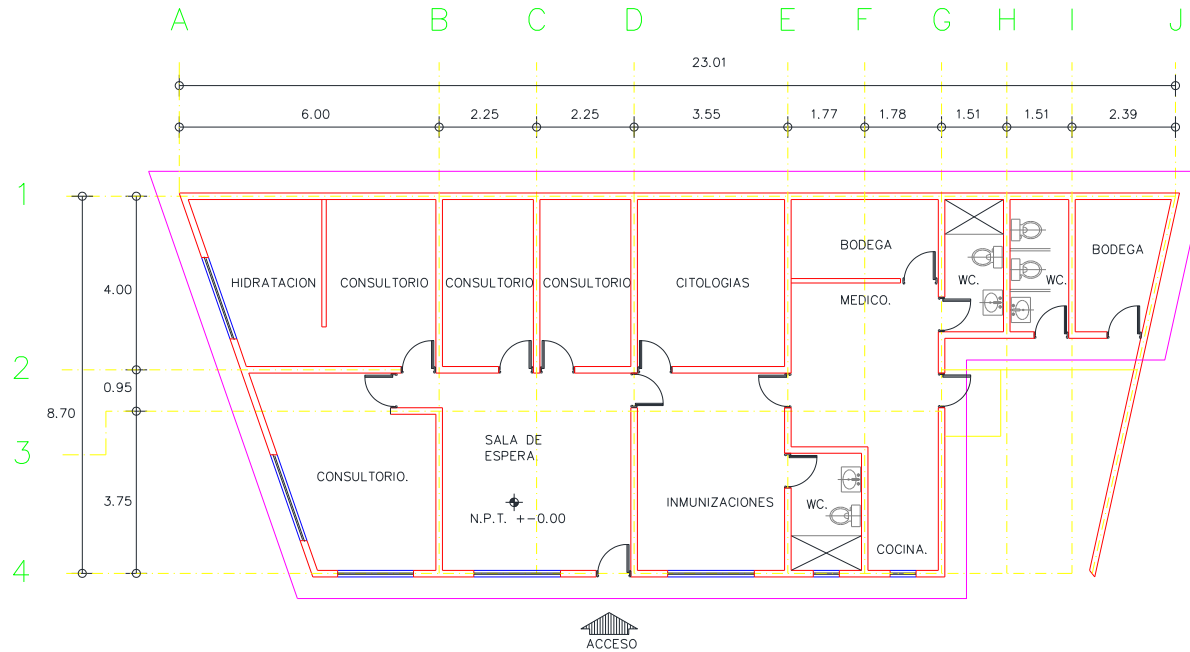 A B C D E F G H I J
23.01
6.00 2.25 2.25 3.55 1.77 1.78 1.51 1.51 2.39
1
BODEGA
BODEGA
4.00
HIDRATACION
CONSULTORIO
CONSULTORIO
CONSULTORIO
CITOLOGIAS
WC.
WC.
MEDICO.
2
0.95
8.70
3
SALA DE
ESPERA
CONSULTORIO.
3.75
INMUNIZACIONES
WC.
N.P.T. +-0.00
COCINA.
4
ACCESO